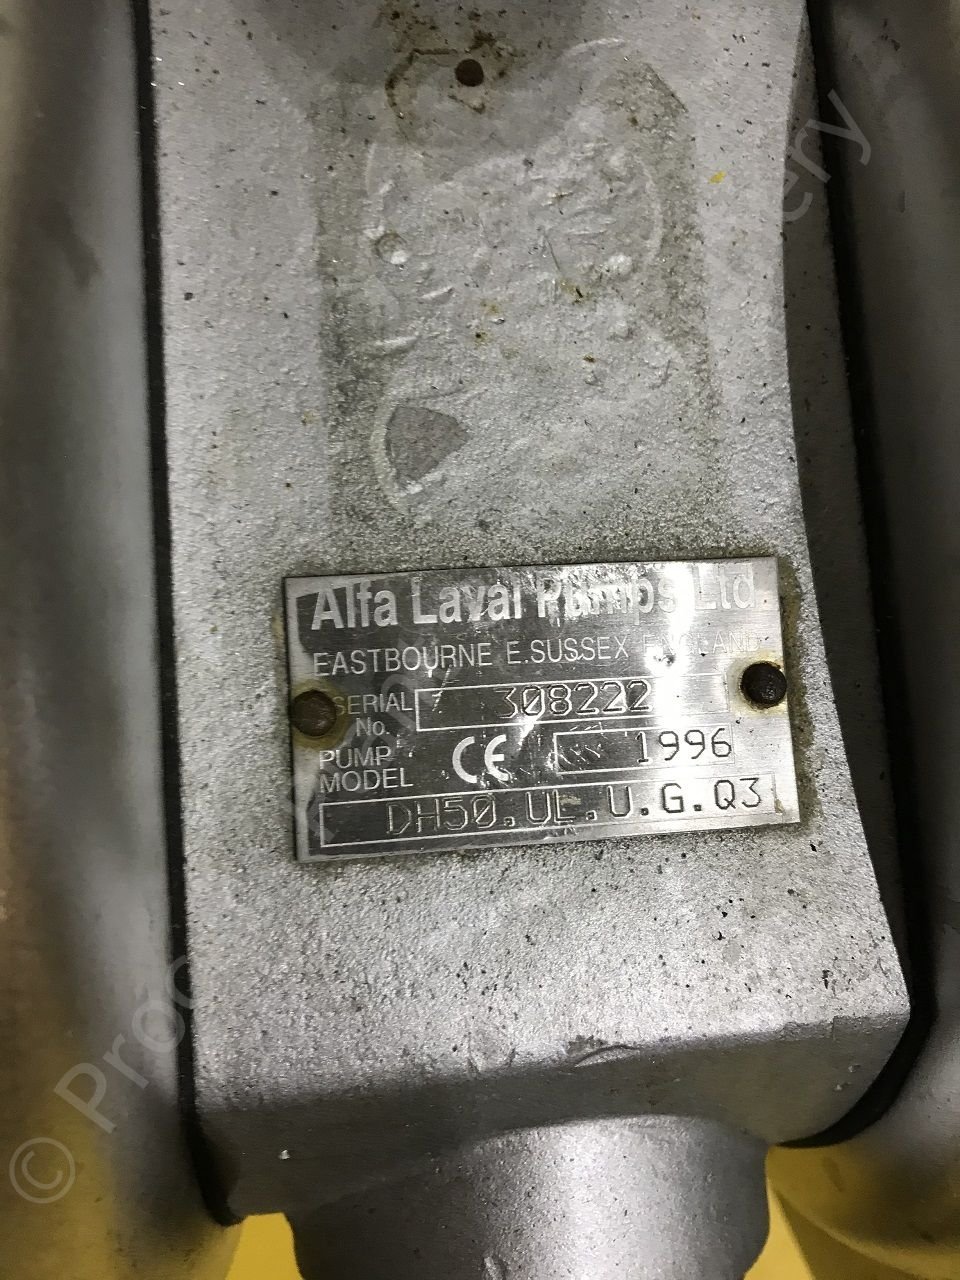 Alfa Laval Pumps Ltd
EASTBOURNE E.SUSSEX ENGLAND
SERIAL No. 308222
PUMP MODEL CE 1996
DH50.UL.U.G.Q3